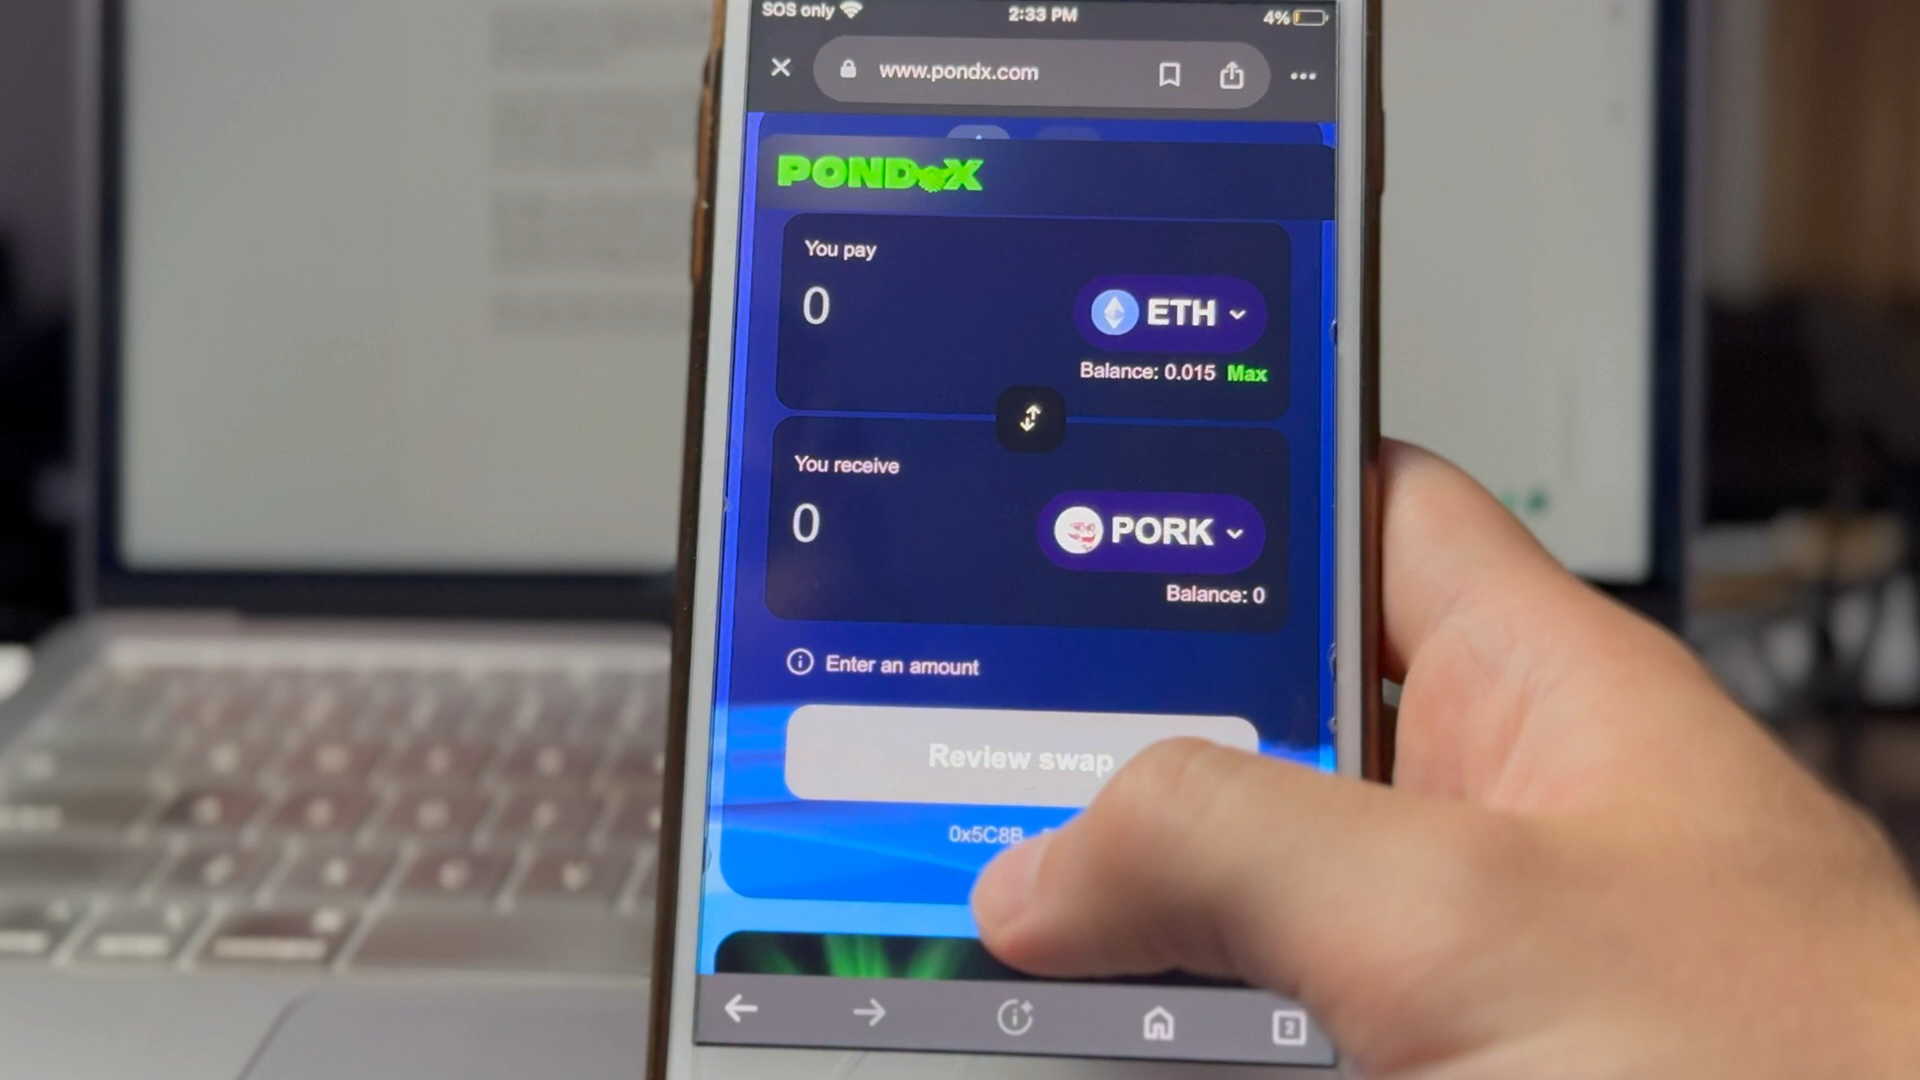 SOS only 2:33 PM 4%
www.pondx.com
PONDX
You pay
0 ETH
Balance: 0.015 Max
You receive
0 PORK
Balance: 0
Enter an amount
Review swap
0x5C8B
2